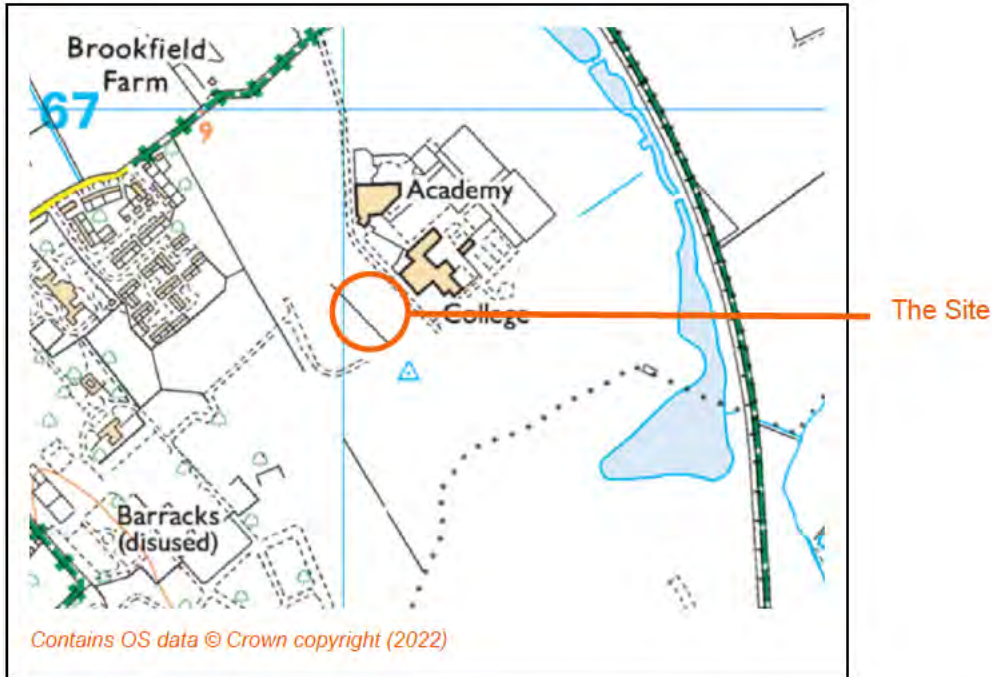 Brookfield
Farm
67
9
Academy
College
The Site
Barracks
(disused)
Contains OS data © Crown copyright (2022)